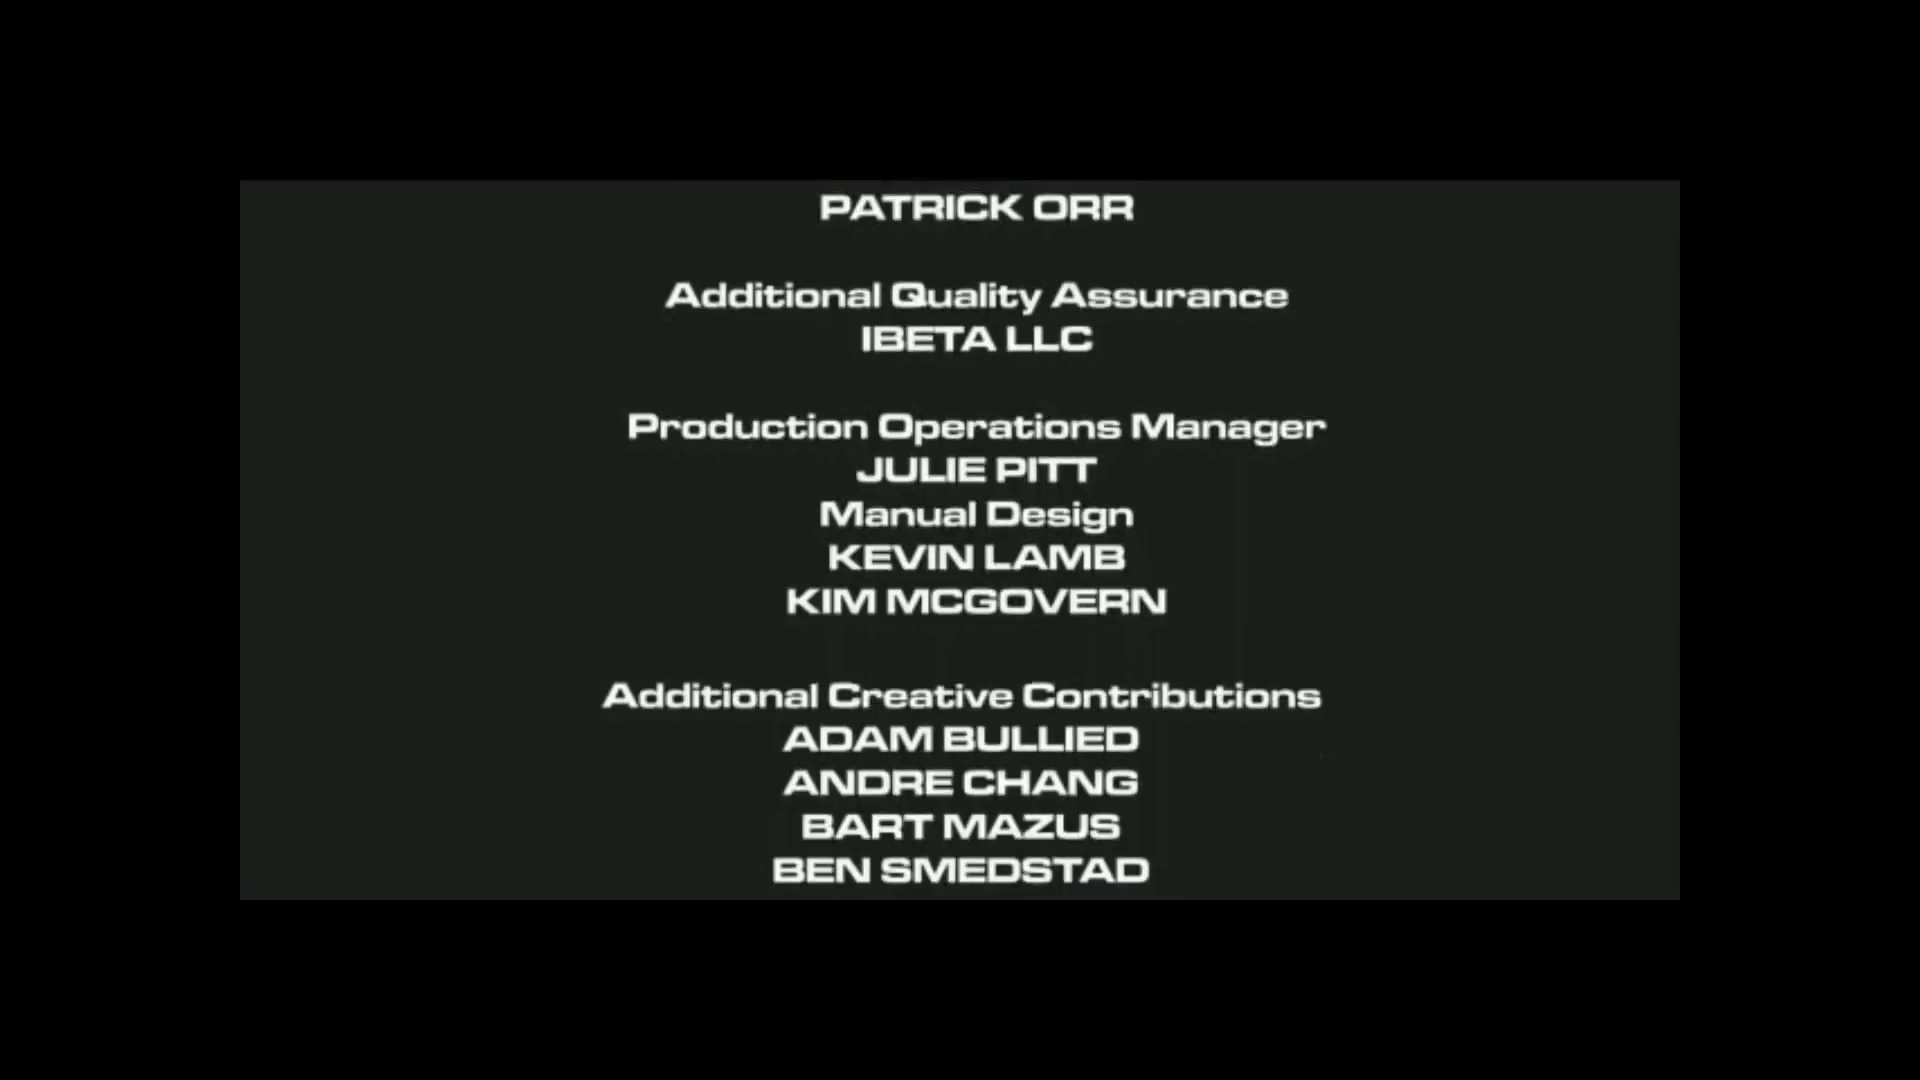 PATRICK ORR
Additional Quality Assurance
IBETA LLC
Production Operations Manager
JULIE PITT
Manual Design
KEVIN LAMB
KIM MCGOVERN
Additional Creative Contributions
ADAM BULLIED
ANDRE CHANG
BART MAZUS
BEN SMEDSTAD